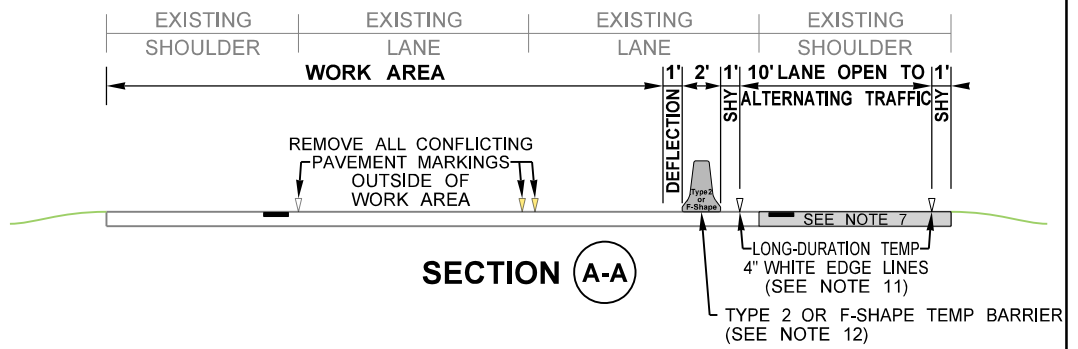 EXISTING EXISTING EXISTING EXISTING
SHOULDER LANE LANE SHOULDER
WORK AREA
1' 2' 1' 10' LANE OPEN TO 1'
ALTERNATING TRAFFIC
DEFLECTION
SHY
SHY
REMOVE ALL CONFLICTING
PAVEMENT MARKINGS
OUTSIDE OF
WORK AREA
Type2
or
F-Shape
SEE NOTE 7
LONG-DURATION TEMP
4" WHITE EDGE LINES
(SEE NOTE 11)
SECTION A-A
TYPE 2 OR F-SHAPE TEMP BARRIER
(SEE NOTE 12)